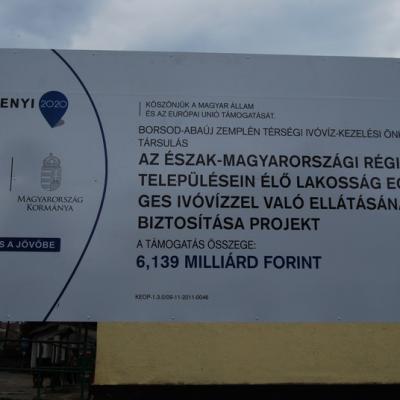 ENYI 2020
MAGYARORSZÁG
KORMÁNYA
S A JÖVŐBE
KÖSZÖNJÜK A MAGYAR ÁLLAM
ÉS AZ EURÓPAI UNIÓ TÁMOGATÁSÁT.
BORSOD-ABAÚJ ZEMPLÉN TÉRSÉGI IVÓVÍZ-KEZELÉSI ÖNK
TÁRSULÁS
AZ ÉSZAK-MAGYARORSZÁGI RÉGI
TELEPÜLÉSEIN ÉLŐ LAKOSSÁG EG
GES IVÓVÍZZEL VALÓ ELLÁTÁSÁNA
BIZTOSÍTÁSA PROJEKT
A TÁMOGATÁS ÖSSZEGE:
6,139 MILLIÁRD FORINT
KEOP-1.3.0/09-11-2011-0046